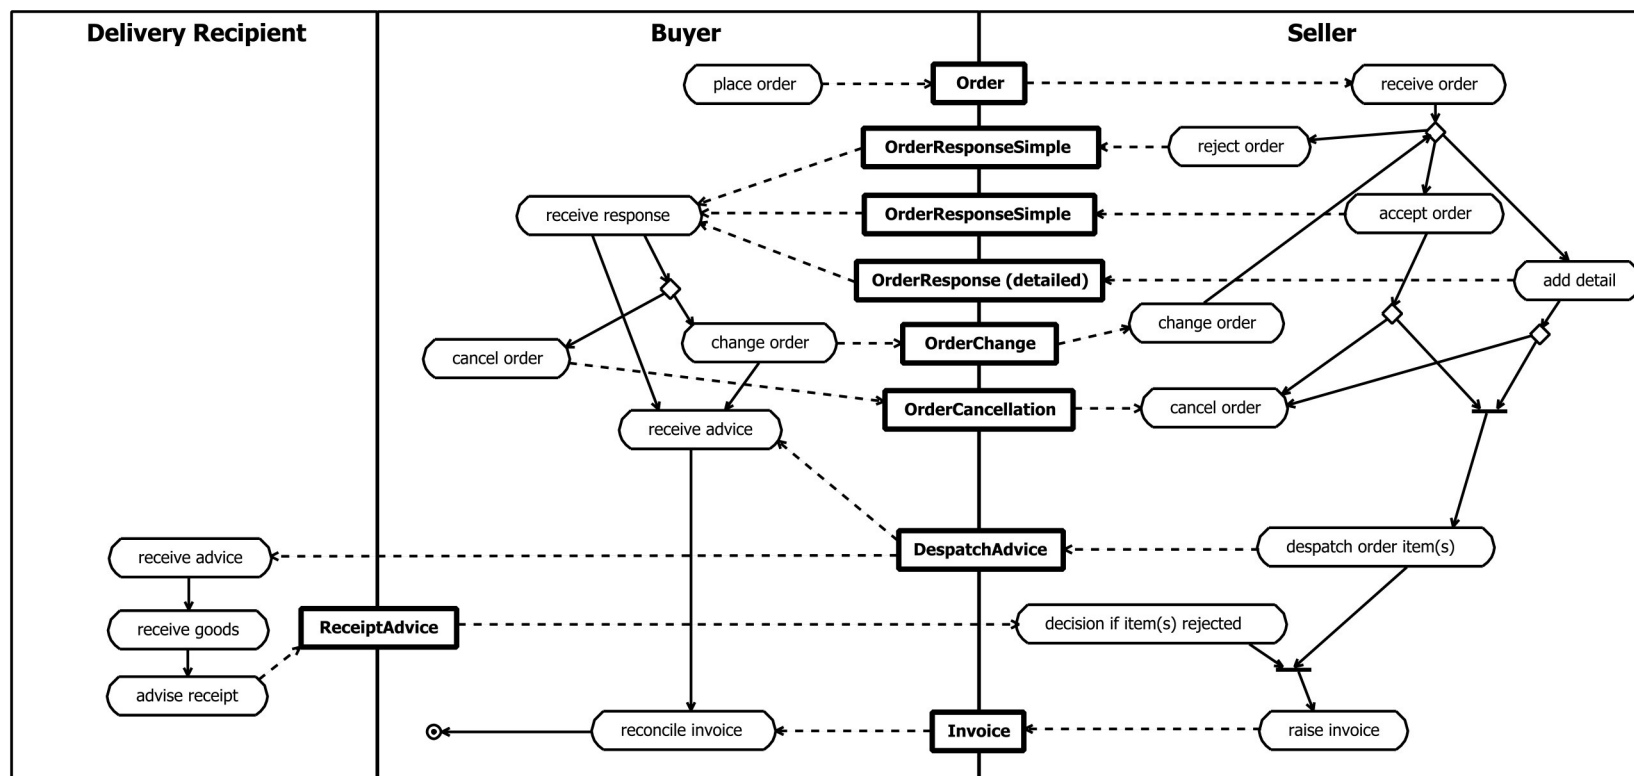 Delivery Recipient
Buyer
Seller
place order
Order
receive order
OrderResponseSimple
reject order
receive response
OrderResponseSimple
accept order
OrderResponse (detailed)
add detail
cancel order
change order
OrderChange
change order
OrderCancellation
cancel order
receive advice
receive advice
DespatchAdvice
despatch order item(s)
receive goods
ReceiptAdvice
decision if item(s) rejected
advise receipt
reconcile invoice
Invoice
raise invoice